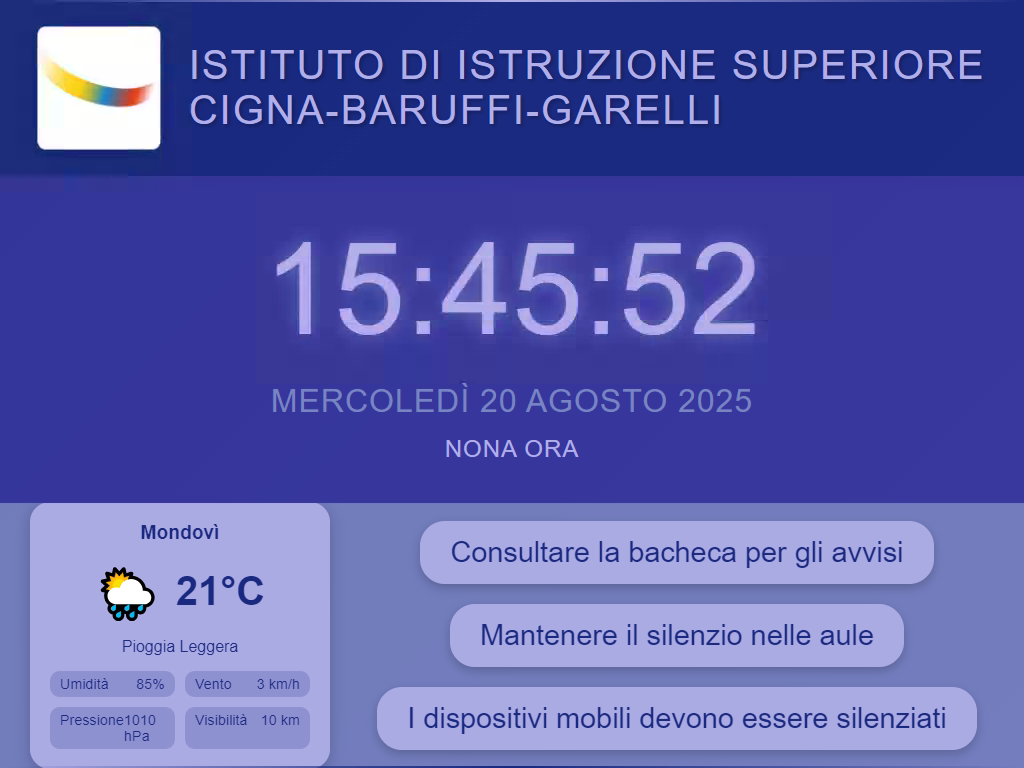 ISTITUTO DI ISTRUZIONE SUPERIORE
CIGNA-BARUFFI-GARELLI
15:45:52
MERCOLEDÌ 20 AGOSTO 2025
NONA ORA
Mondovì
21°C
Pioggia Leggera
Umidità 85%
Vento 3 km/h
Pressione1010
hPa
Visibilità 10 km
Consultare la bacheca per gli avvisi
Mantenere il silenzio nelle aule
I dispositivi mobili devono essere silenziati